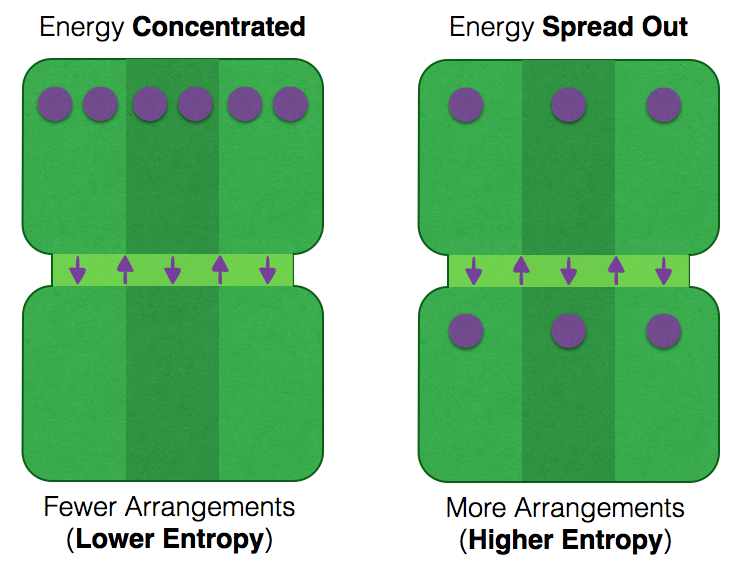 Energy Concentrated
Fewer Arrangements
(Lower Entropy)
Energy Spread Out
More Arrangements
(Higher Entropy)